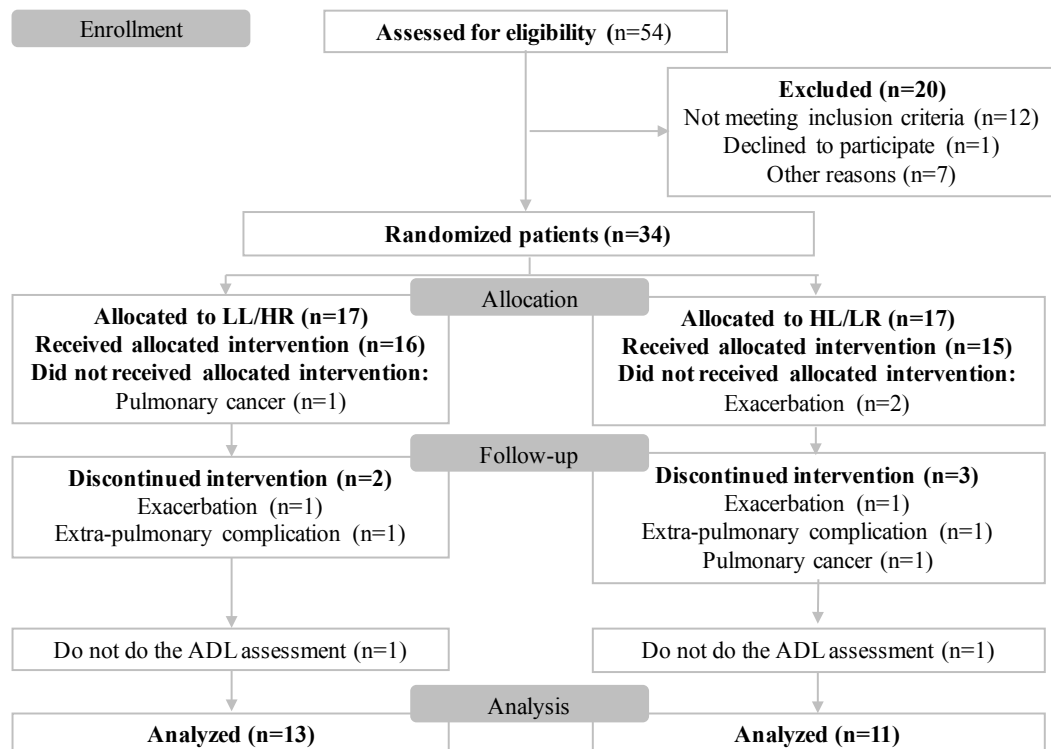 Enrollment
Assessed for eligibility (n=54)
Excluded (n=20)
Not meeting inclusion criteria (n=12)
Declined to participate (n=1)
Other reasons (n=7)
Randomized patients (n=34)
Allocation
Allocated to LL/HR (n=17)
Received allocated intervention (n=16)
Did not received allocated intervention:
Pulmonary cancer (n=1)
Allocated to HL/LR (n=17)
Received allocated intervention (n=15)
Did not received allocated intervention:
Exacerbation (n=2)
Follow-up
Discontinued intervention (n=2)
Exacerbation (n=1)
Extra-pulmonary complication (n=1)
Discontinued intervention (n=3)
Exacerbation (n=1)
Extra-pulmonary complication (n=1)
Pulmonary cancer (n=1)
Do not do the ADL assessment (n=1)
Do not do the ADL assessment (n=1)
Analysis
Analyzed (n=13)
Analyzed (n=11)